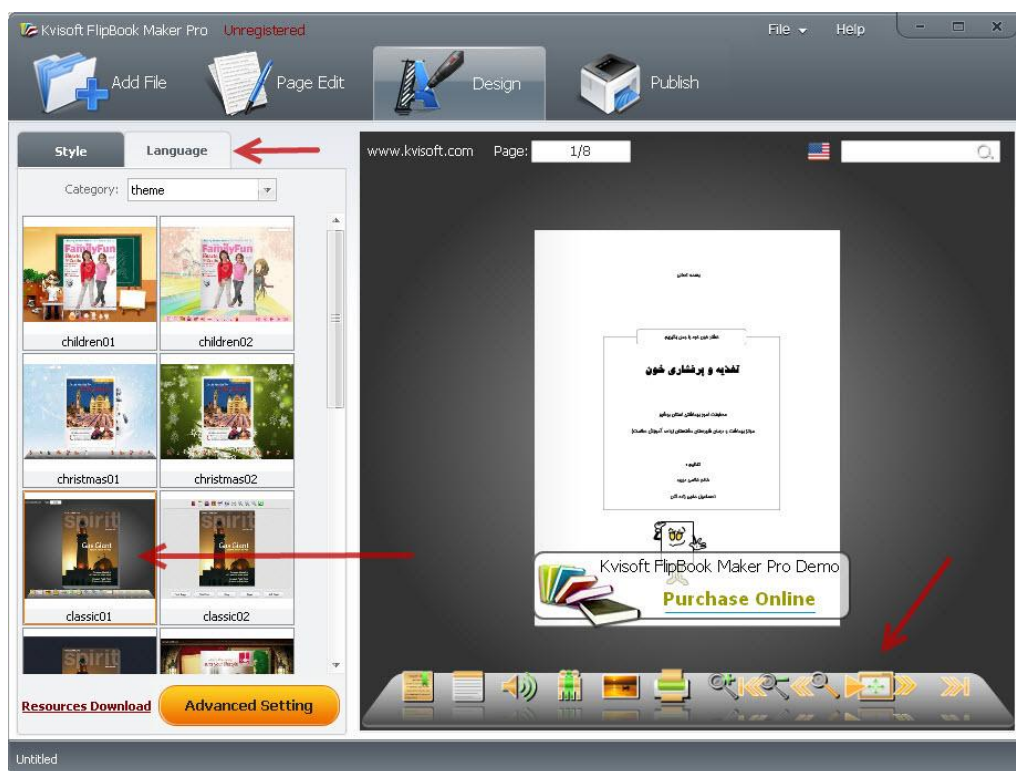 Kvisoft FlipBook Maker Pro Unregistered
File Help
Add File
Page Edit
Design
Publish
Style
Language
Category: theme
children01
children02
christmas01
christmas02
classic01
classic02
Resources Download
Advanced Setting
www.kvisoft.com Page: 1/8
تغذیه و پرفشاری خون
Kvisoft FlipBook Maker Pro Demo
Purchase Online
Untitled